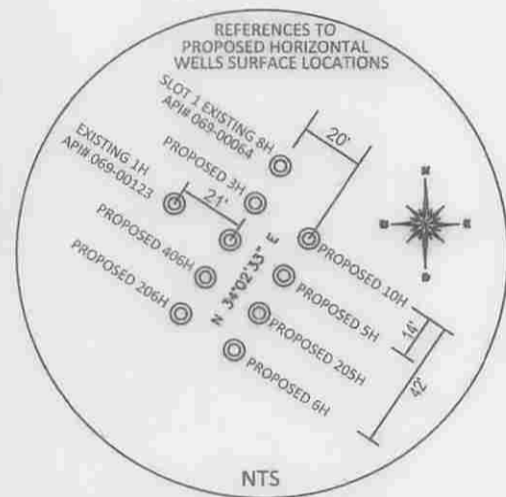 REFERENCES TO
PROPOSED HORIZONTAL
WELLS SURFACE LOCATIONS
SLOT 1 EXISTING 8H
API# 069-00064
20'
PROPOSED 3H
EXISTING 1H
API# 069-00123
21'
PROPOSED 406H
PROPOSED 206H
N 34°02'33" E
PROPOSED 10H
PROPOSED 5H
PROPOSED 205H
PROPOSED 6H
14'
42'
NTS